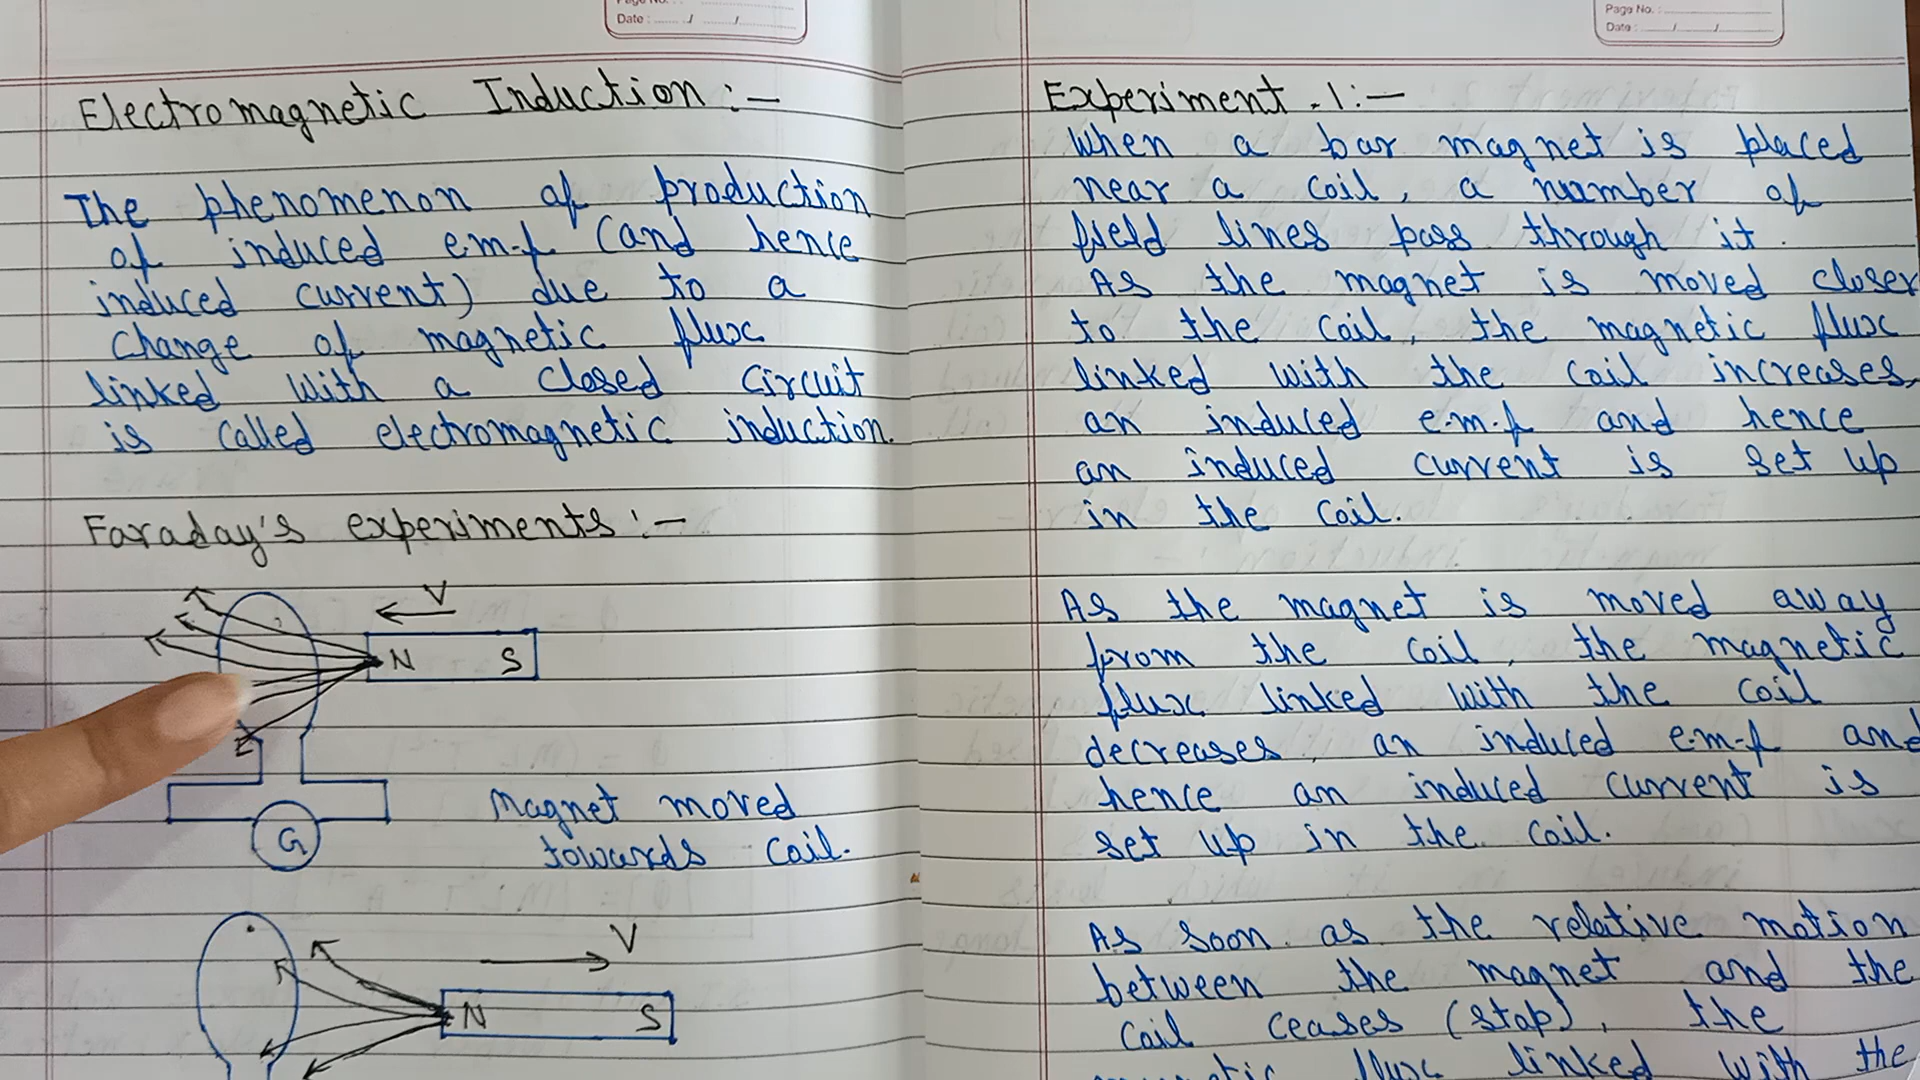 Page No. :
Date : / /
Electromagnetic Induction :-
The phenomenon of production
of induced e.m.f (and hence
induced current) due to a
change of magnetic flux
linked with a closed circuit
is called electromagnetic induction.
Faraday's experiments :-
V
N S
G
Magnet moved
towards coil.
V
N S
Page No. :
Date : / /
Experiment .1:-
When a bar magnet is placed
near a coil, a number of
field lines pass through it.
As the magnet is moved closer
to the coil, the magnetic flux
linked with the coil increases,
an induced e.m.f and hence
an induced current is set up
in the coil.
As the magnet is moved away
from the coil, the magnetic
flux linked with the coil
decreases, an induced e.m.f and
hence an induced current is
set up in the coil.
As soon as the relative motion
between the magnet and the
coil ceases (stop), the
flux linked with the